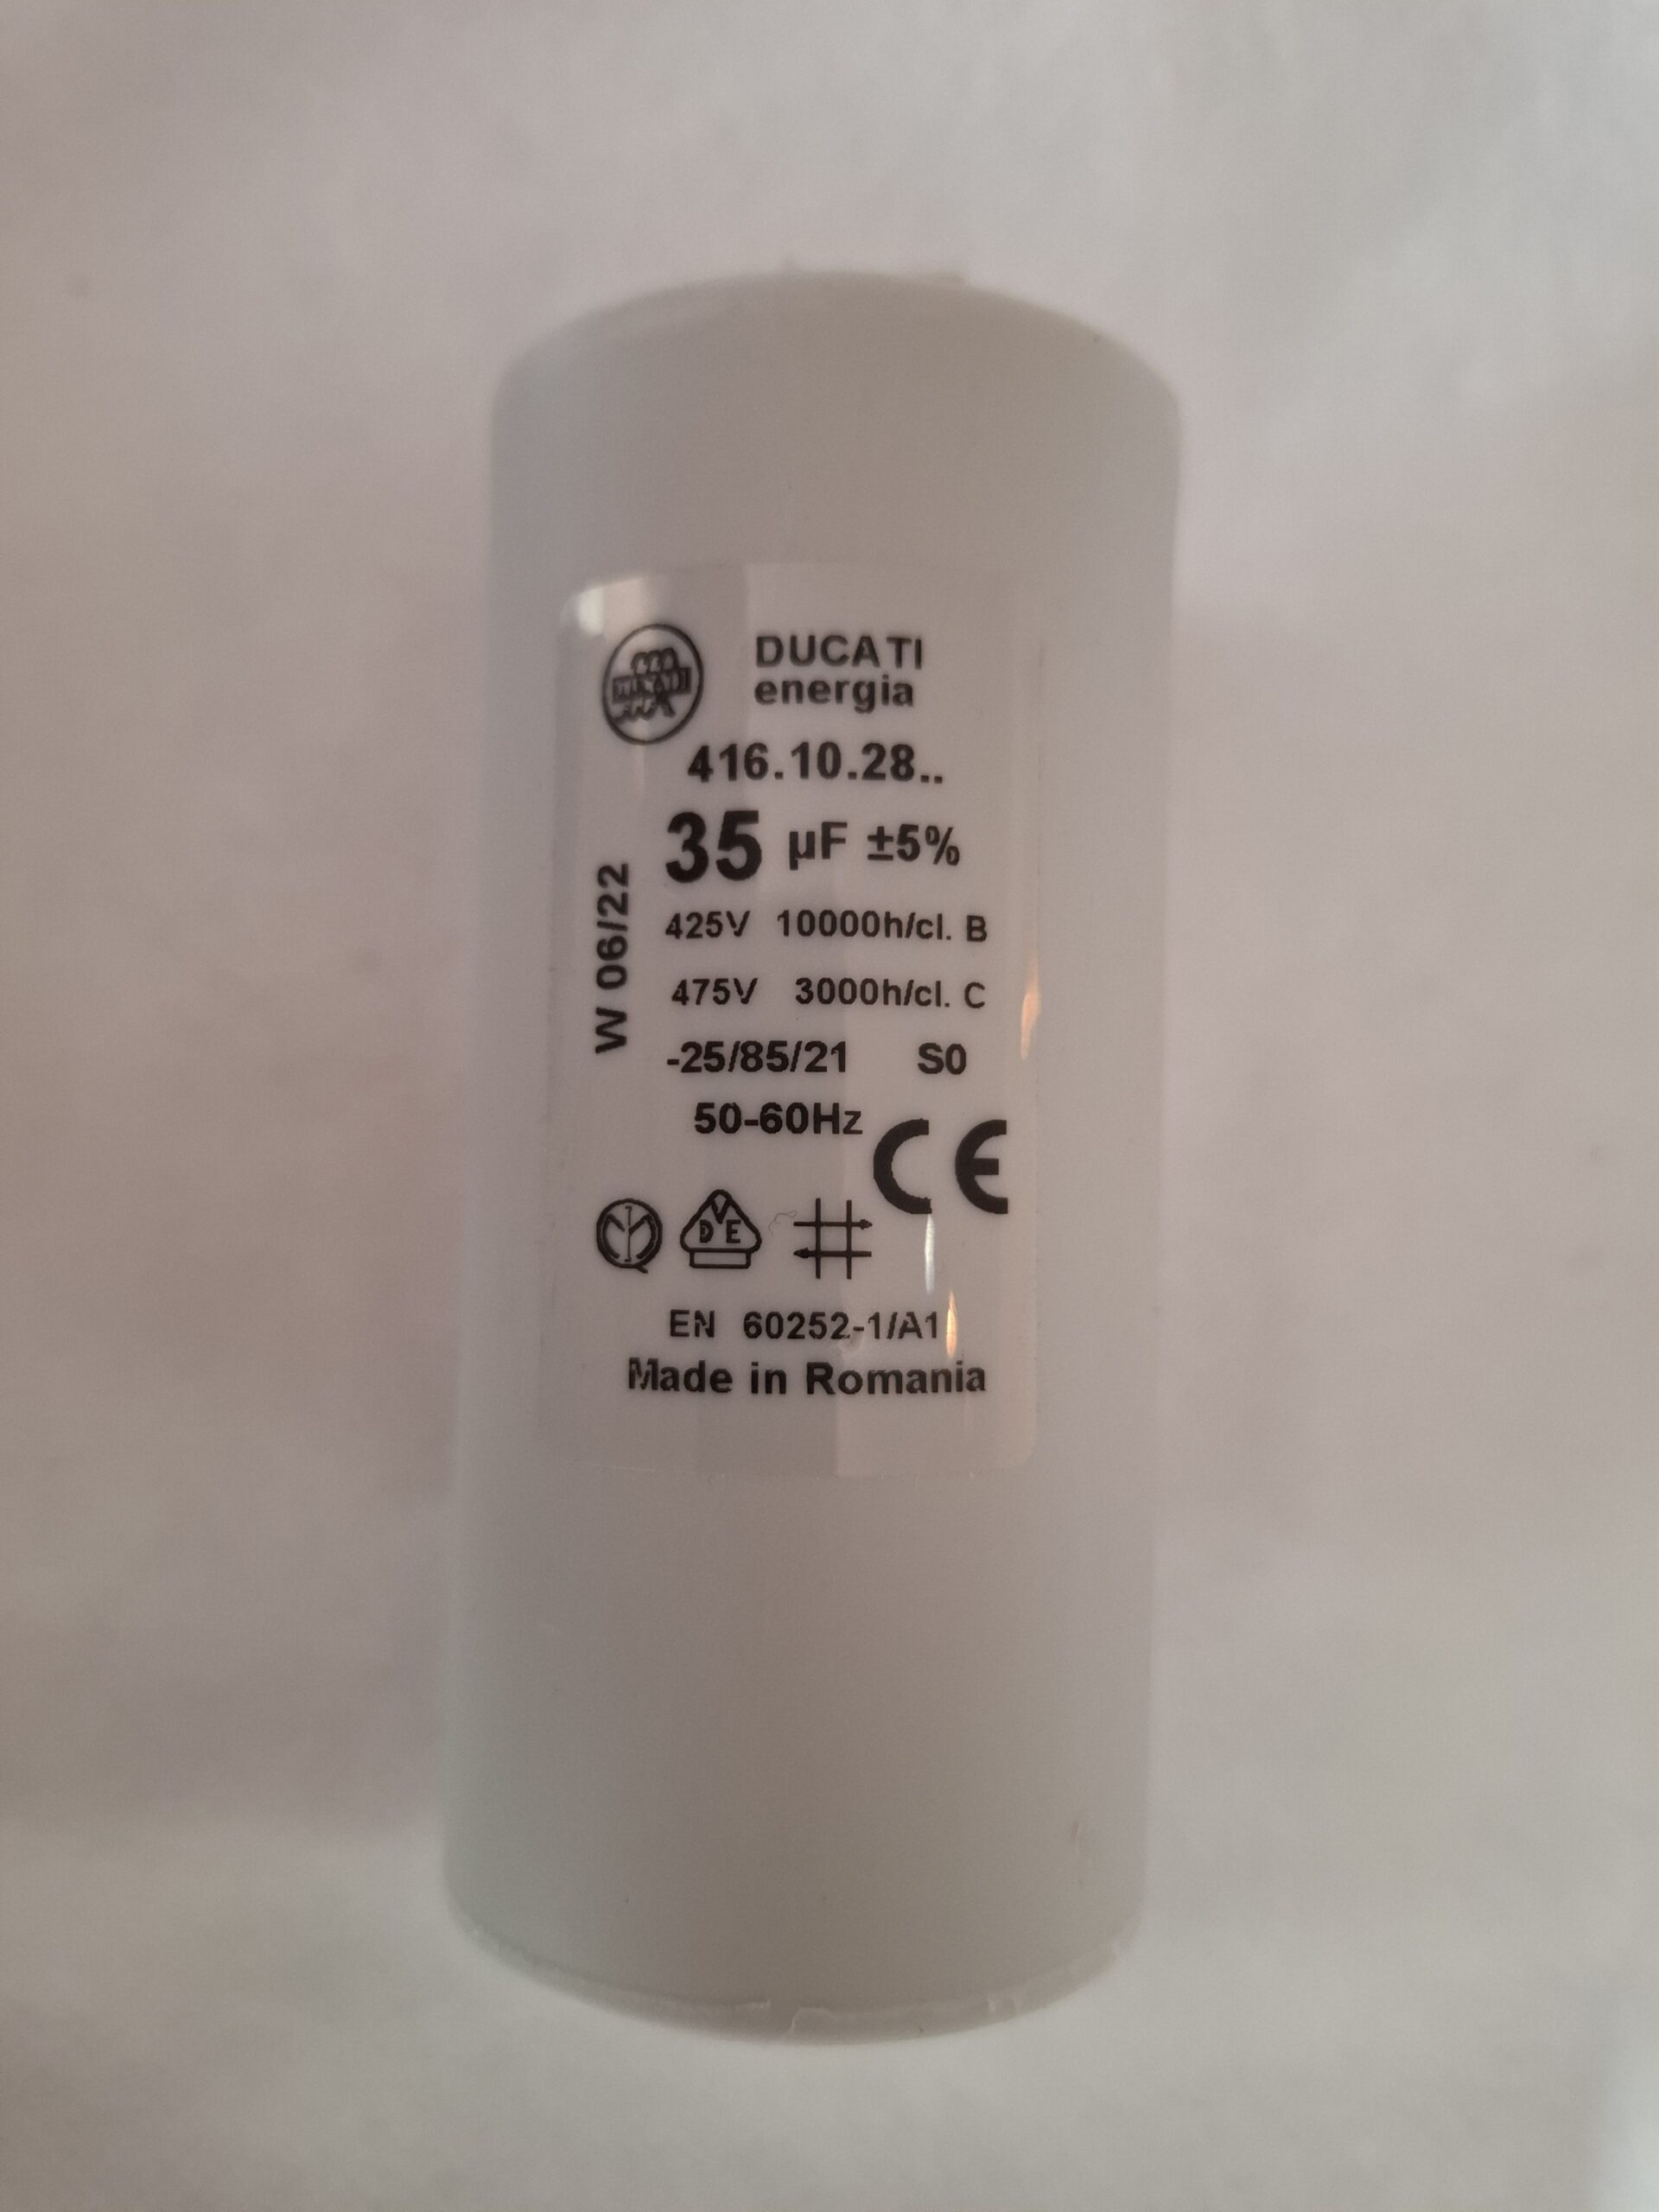 DUCATI
energia
416.10.28..
35 µF ±5%
425V 10000h/cl. B
475V 3000h/cl. C
W 06/22
-25/85/21 S0
50-60Hz
CE
VDE
EN 60252-1/A1
Made in Romania